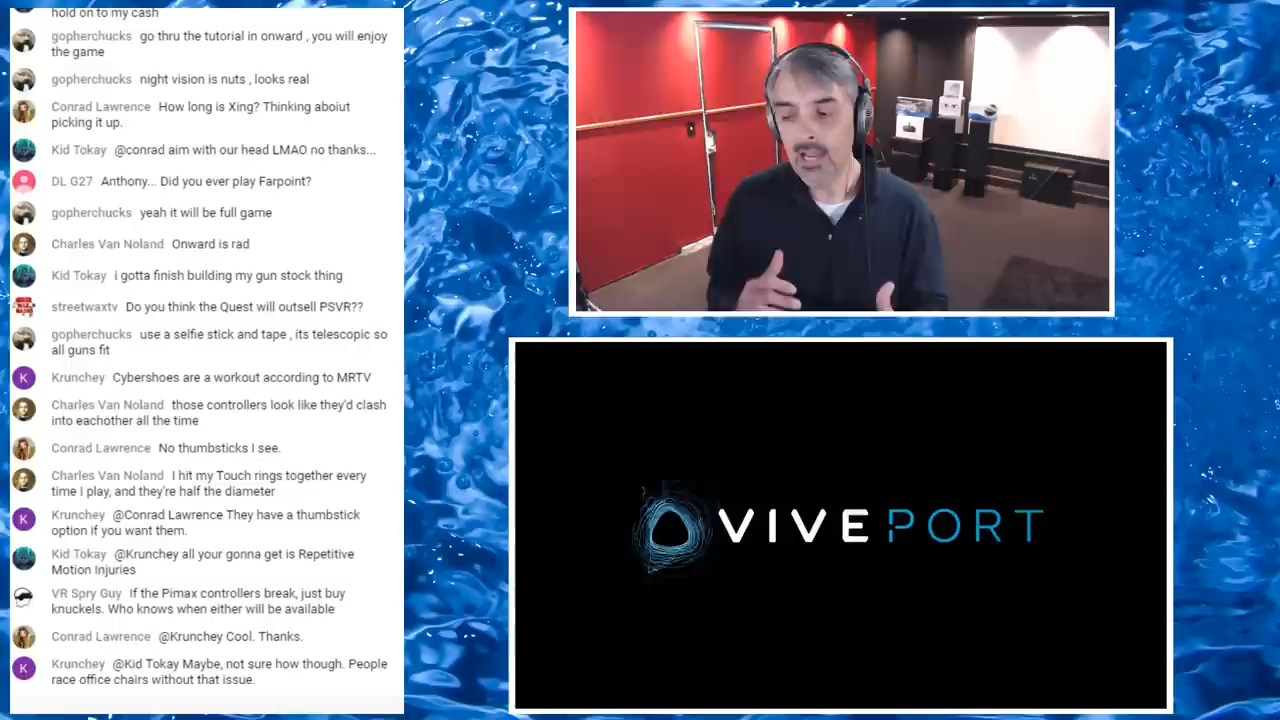 hold on to my cash
gopherchucks go thru the tutorial in onward , you will enjoy
the game
gopherchucks night vision is nuts , looks real
Conrad Lawrence How long is Xing? Thinking aboiut
picking it up.
Kid Tokay @conrad aim with our head LMAO no thanks...
DL G27 Anthony... Did you ever play Farpoint?
gopherchucks yeah it will be full game
Charles Van Noland Onward is rad
Kid Tokay i gotta finish building my gun stock thing
streetwaxtv Do you think the Quest will outsell PSVR??
gopherchucks use a selfie stick and tape , its telescopic so
all guns fit
K Krunchey Cybershoes are a workout according to MRTV
Charles Van Noland those controllers look like they'd clash
into eachother all the time
Conrad Lawrence No thumbsticks I see.
Charles Van Noland I hit my Touch rings together every
time I play, and they're half the diameter
K Krunchey @Conrad Lawrence They have a thumbstick
option if you want them.
Kid Tokay @Krunchey all your gonna get is Repetitive
Motion Injuries
VR Spry Guy If the Pimax controllers break, just buy
knuckels. Who knows when either will be available
Conrad Lawrence @Krunchey Cool. Thanks.
K Krunchey @Kid Tokay Maybe, not sure how though. People
race office chairs without that issue.
VIVEPORT